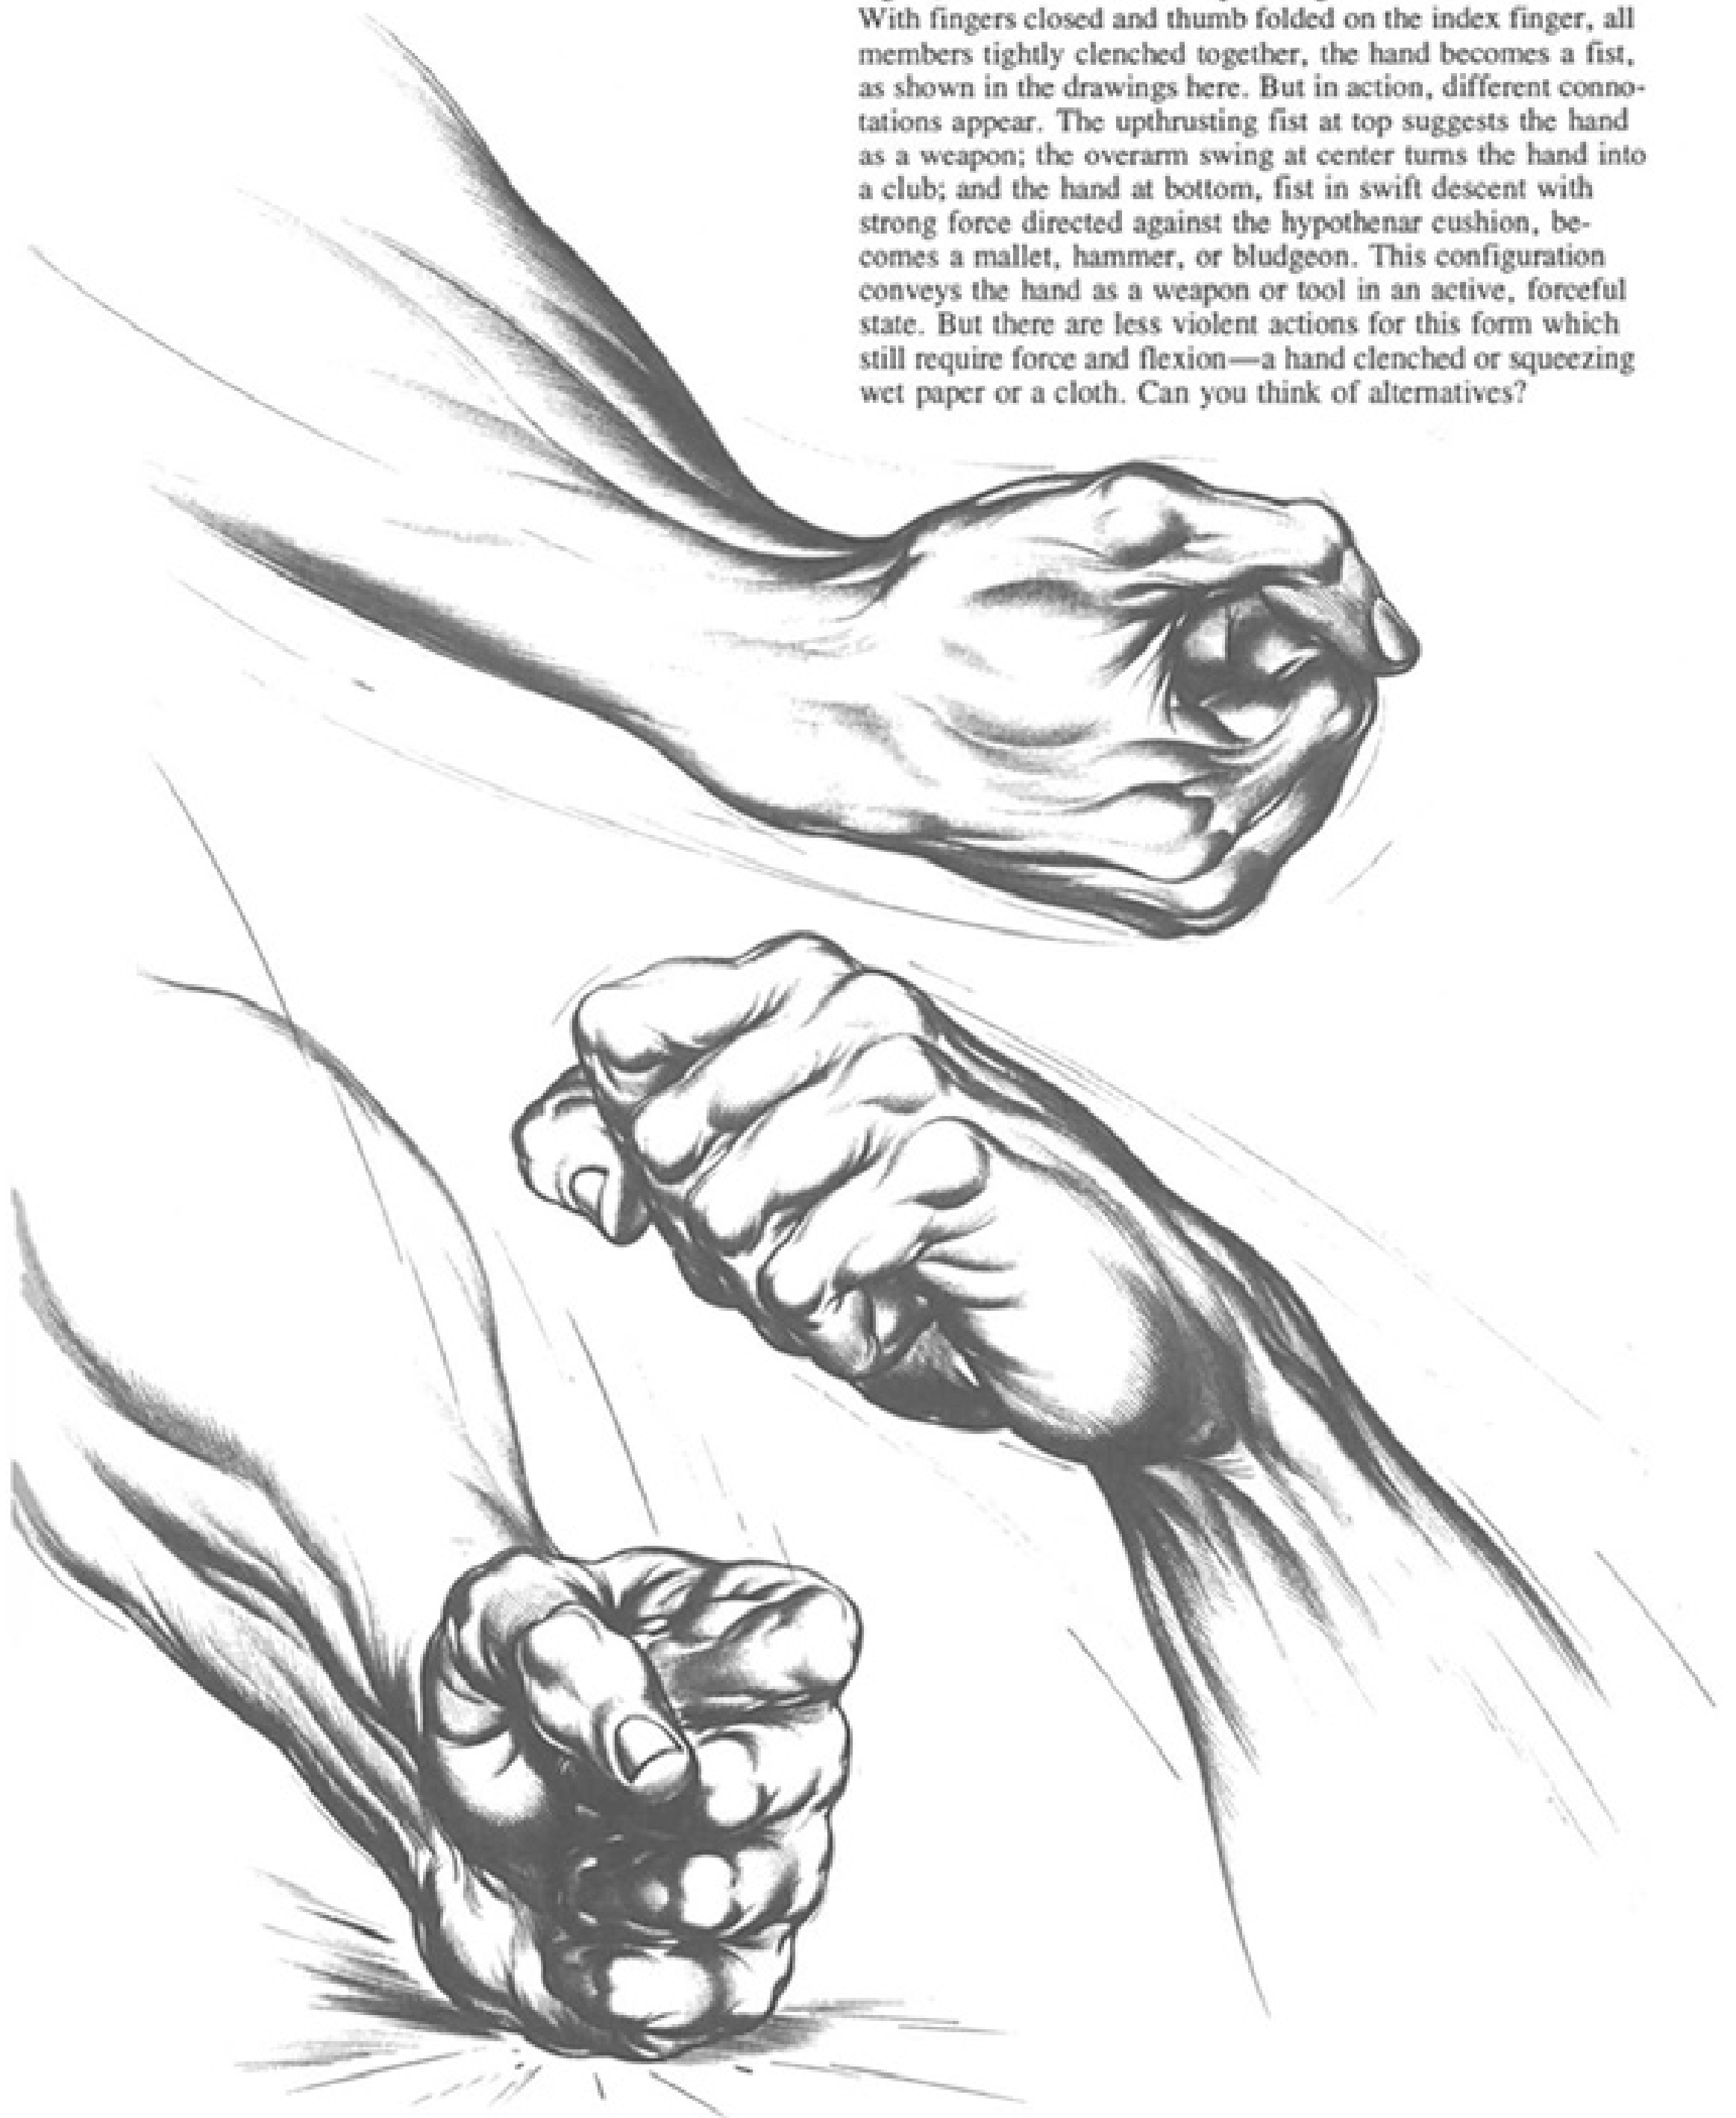 With fingers closed and thumb folded on the index finger, all
members tightly clenched together, the hand becomes a fist,
as shown in the drawings here. But in action, different conno-
tations appear. The upthrusting fist at top suggests the hand
as a weapon; the overarm swing at center turns the hand into
a club; and the hand at bottom, fist in swift descent with
strong force directed against the hypothenar cushion, be-
comes a mallet, hammer, or bludgeon. This configuration
conveys the hand as a weapon or tool in an active, forceful
state. But there are less violent actions for this form which
still require force and flexion—a hand clenched or squeezing
wet paper or a cloth. Can you think of alternatives?